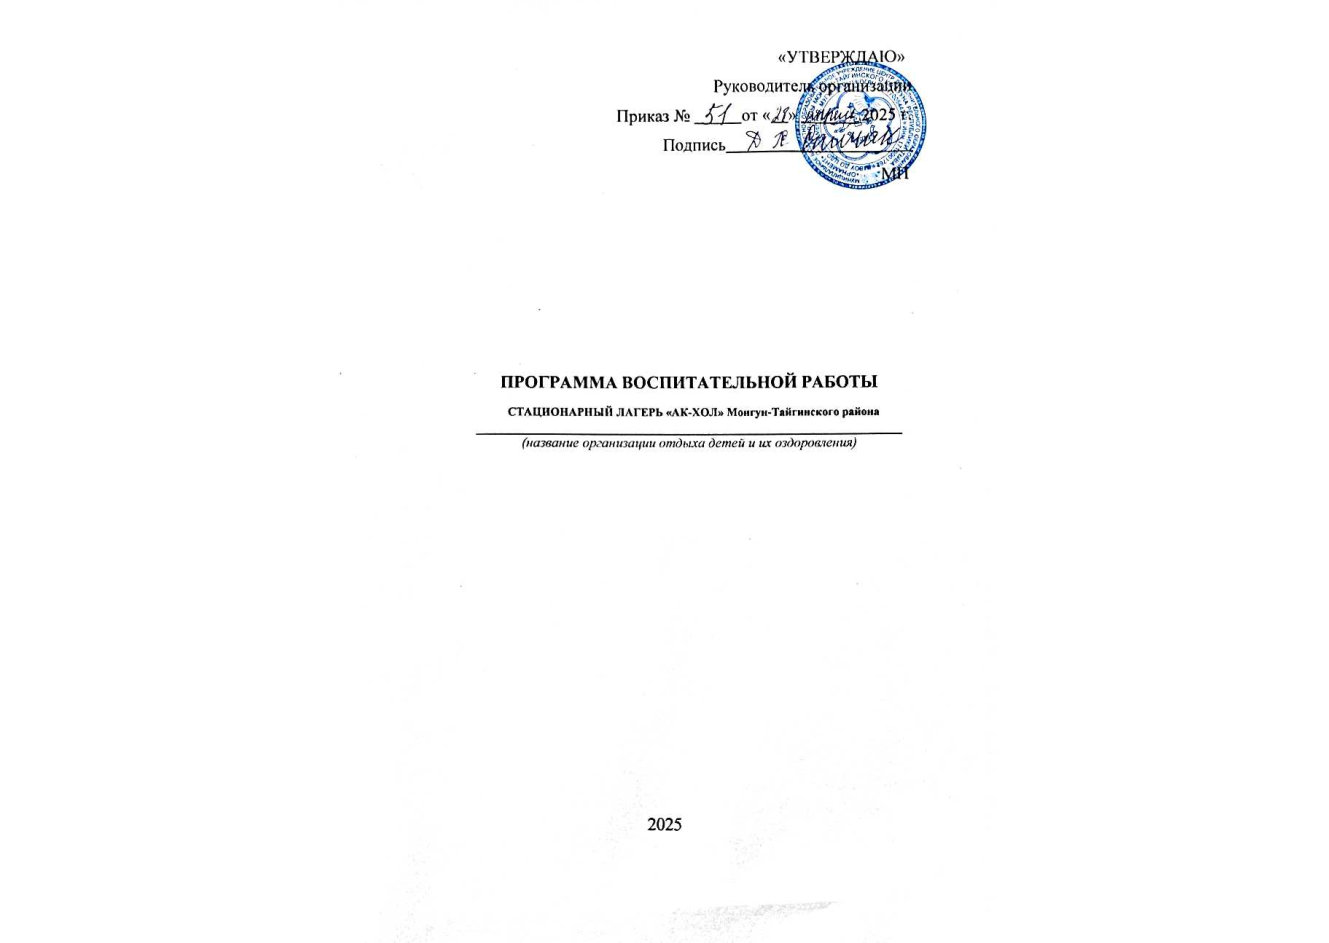 «УТВЕРЖДАЮ»
Руководитель организации
Приказ № 51 от «28» апреля 2025 г.
Подпись
МП
ПРОГРАММА ВОСПИТАТЕЛЬНОЙ РАБОТЫ
СТАЦИОНАРНЫЙ ЛАГЕРЬ «АК-ХОЛ» Монгун-Тайгинского района
(название организации отдыха детей и их оздоровления)
2025